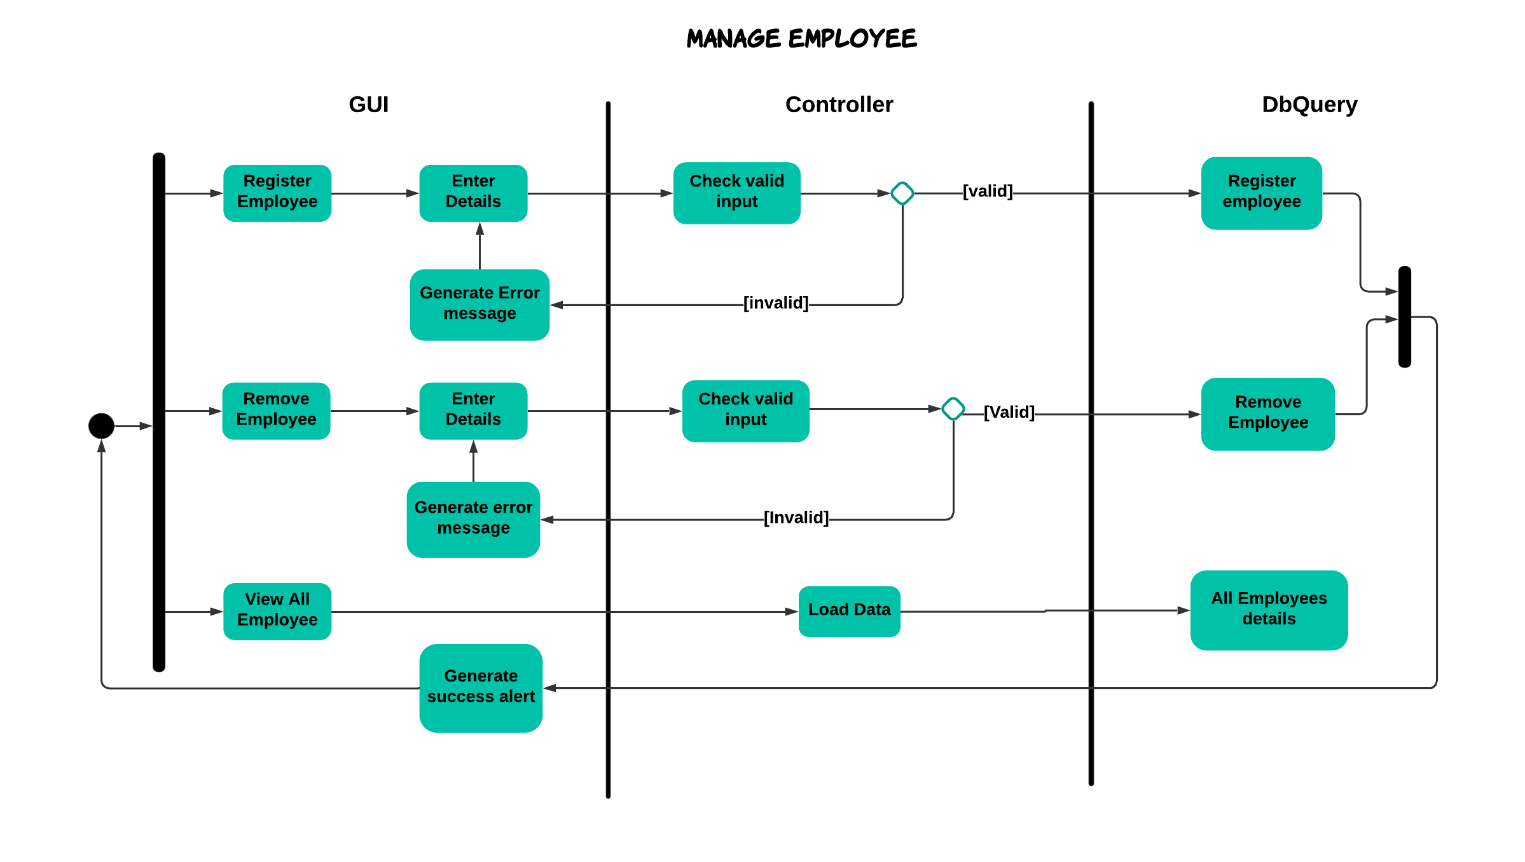 MANAGE EMPLOYEE
GUI
Controller
DbQuery
Register
Employee
Enter
Details
Check valid
input
[valid]
Register
employee
Generate Error
message
[invalid]
Remove
Employee
Enter
Details
Check valid
input
[Valid]
Remove
Employee
Generate error
message
[Invalid]
View All
Employee
Load Data
All Employees
details
Generate
success alert